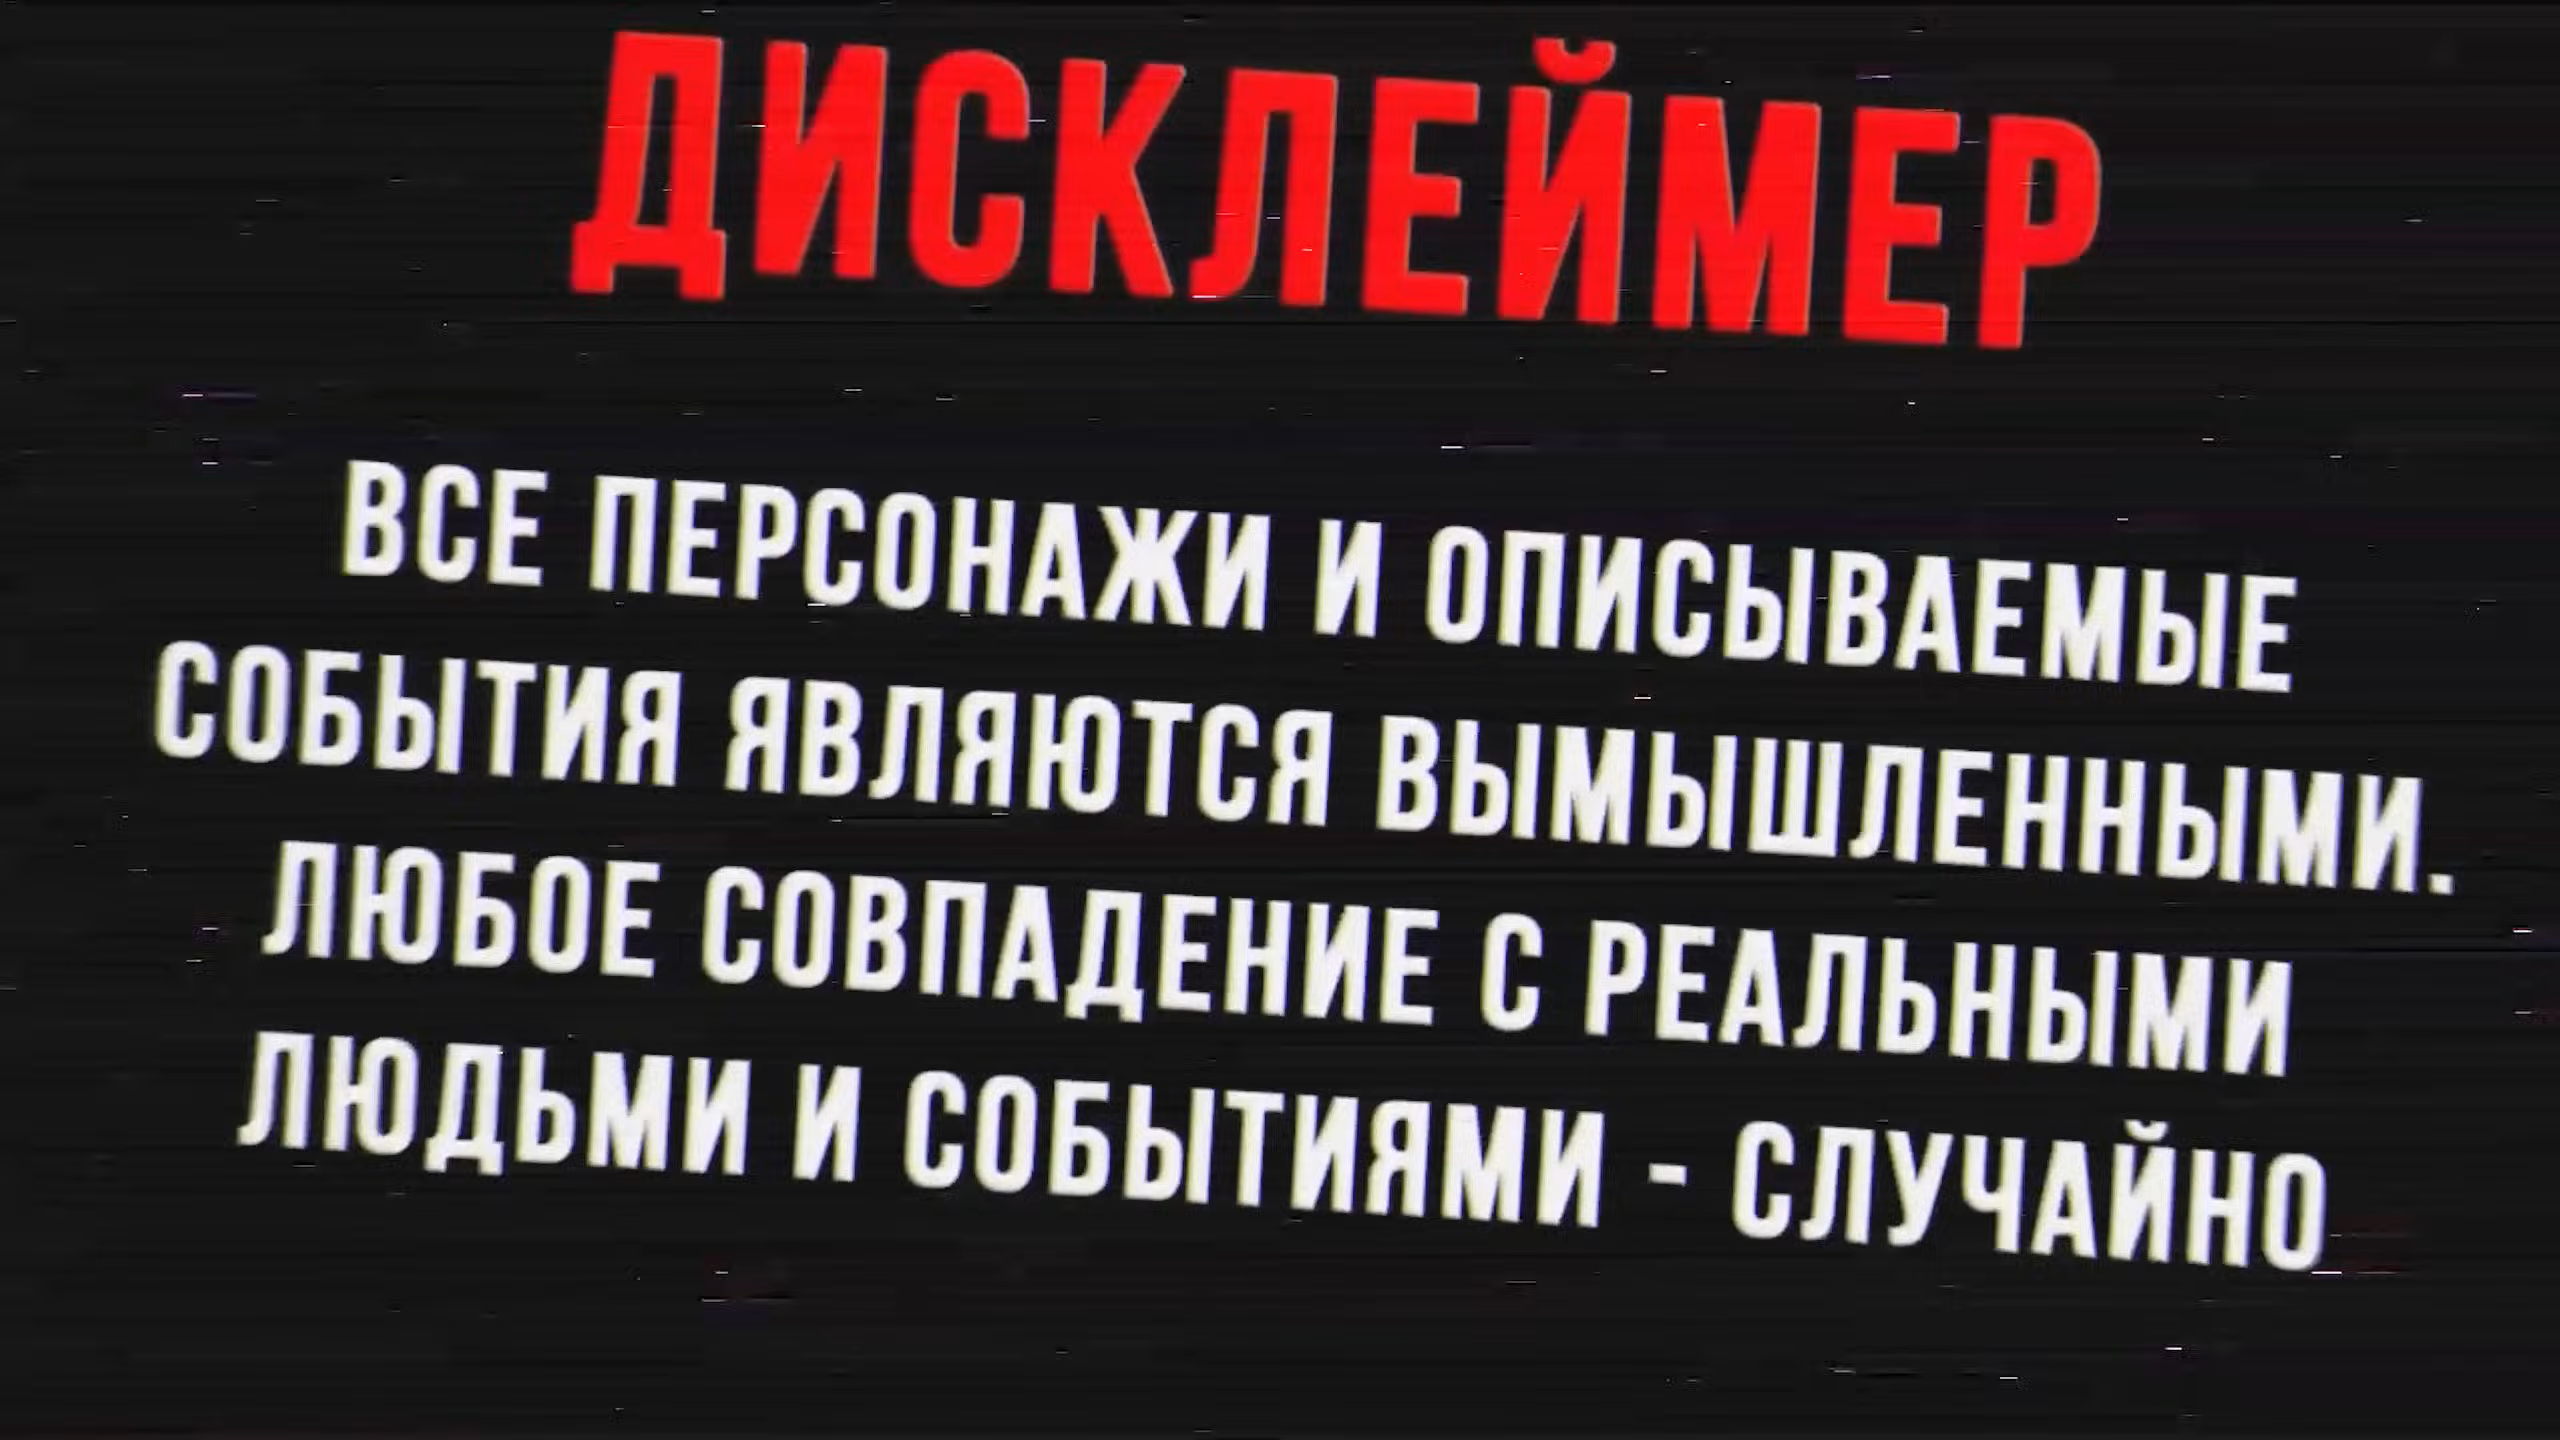 ДИСКЛЕЙМЕР
ВСЕ ПЕРСОНАЖИ И ОПИСЫВАЕМЫЕ
СОБЫТИЯ ЯВЛЯЮТСЯ ВЫМЫШЛЕННЫМИ.
ЛЮБОЕ СОВПАДЕНИЕ С РЕАЛЬНЫМИ
ЛЮДЬМИ И СОБЫТИЯМИ - СЛУЧАЙНО